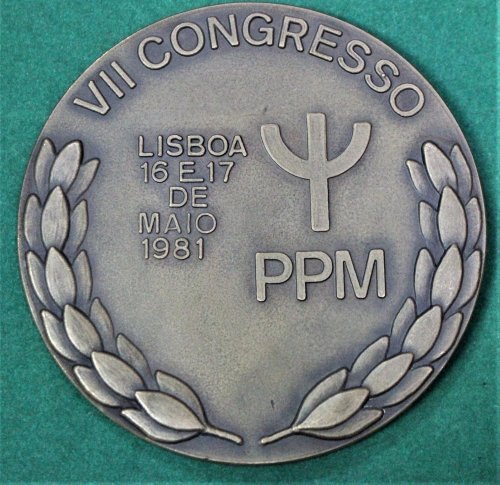 VII CONGRESSO
LISBOA
16 E 17
DE
MAIO
1981
PPM